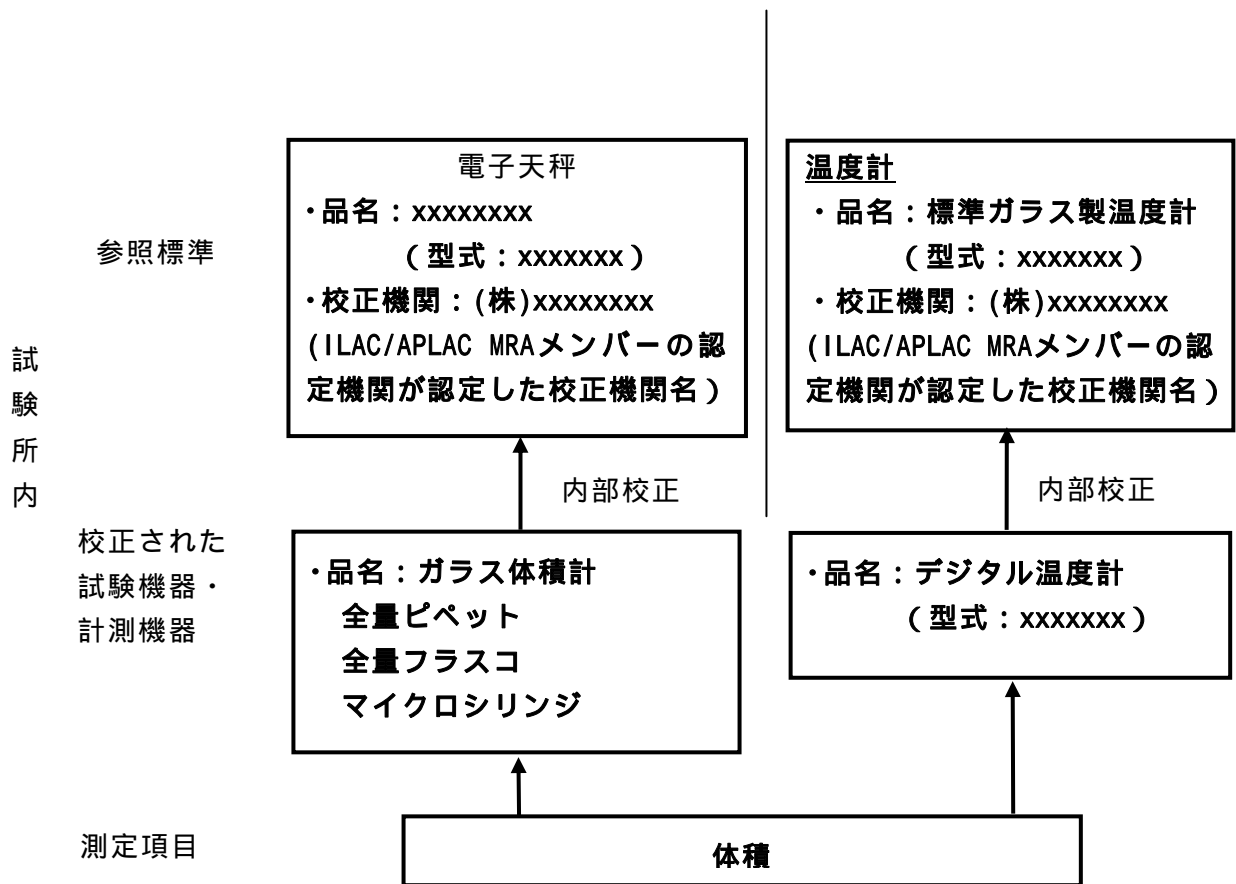 電子天秤
・品名：xxxxxxxx
（型式：xxxxxxx）
・校正機関：(株)xxxxxxxx
(ILAC/APLAC MRAメンバーの認
定機関が認定した校正機関名）
温度計
・品名：標準ガラス製温度計
（型式：xxxxxxx）
・校正機関：(株)xxxxxxxx
(ILAC/APLAC MRAメンバーの認
定機関が認定した校正機関名）
参照標準
試験所内
内部校正
内部校正
校正された
試験機器・
計測機器
・品名：ガラス体積計
全量ピペット
全量フラスコ
マイクロシリンジ
・品名：デジタル温度計
（型式：xxxxxxx）
測定項目
体積